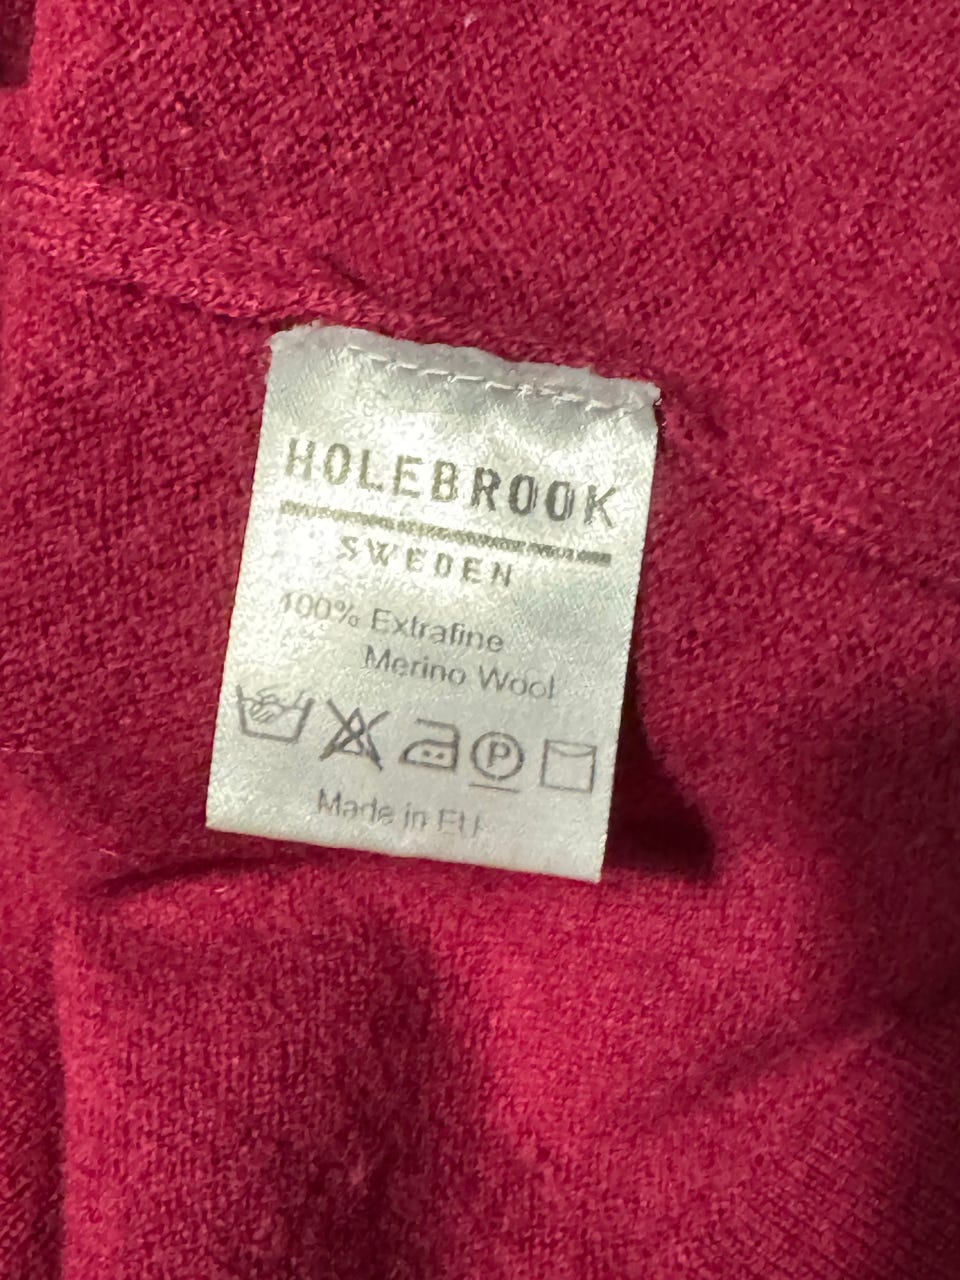 HOLEBROOK
SWEDEN
100% Extrafine
Merino Wool
P
Made in EU